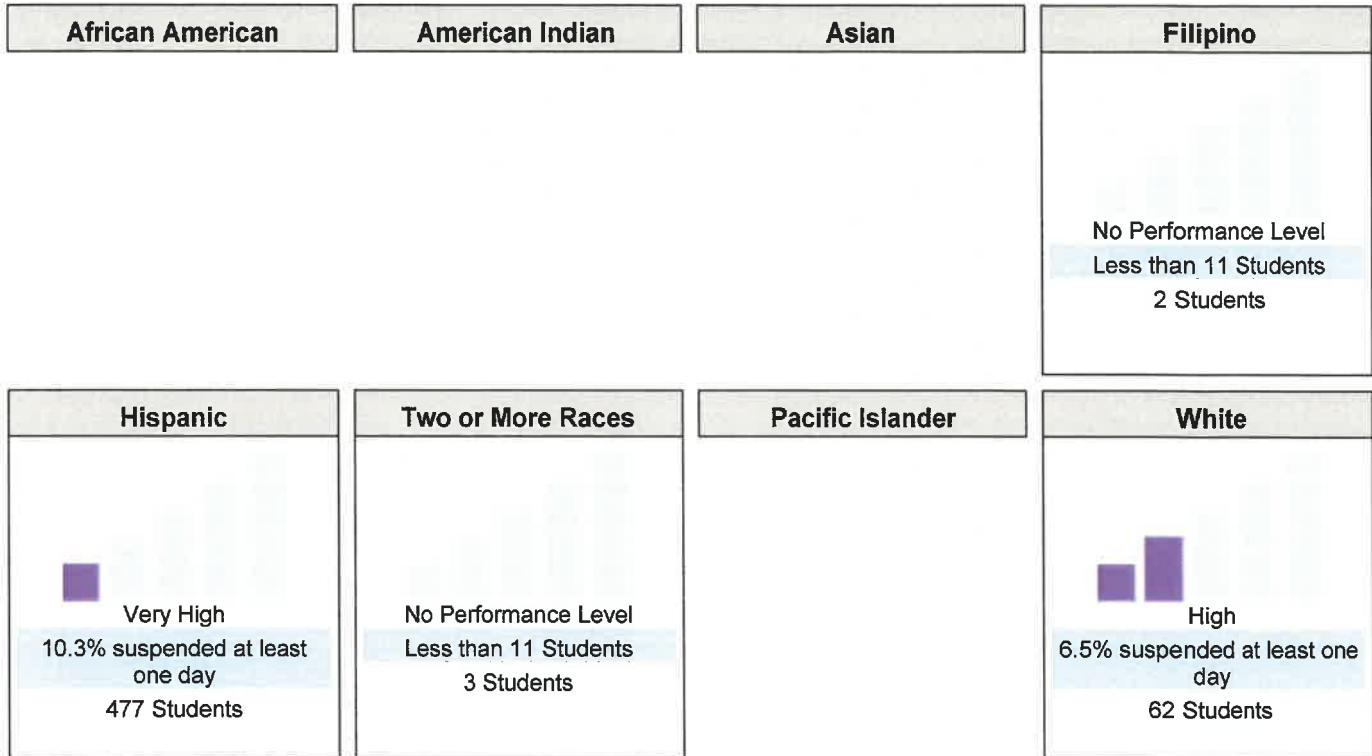 African American
American Indian
Asian
Filipino
No Performance Level
Less than 11 Students
2 Students
Hispanic
Two or More Races
Pacific Islander
White
Very High
10.3% suspended at least
one day
477 Students
No Performance Level
Less than 11 Students
3 Students
High
6.5% suspended at least one
day
62 Students